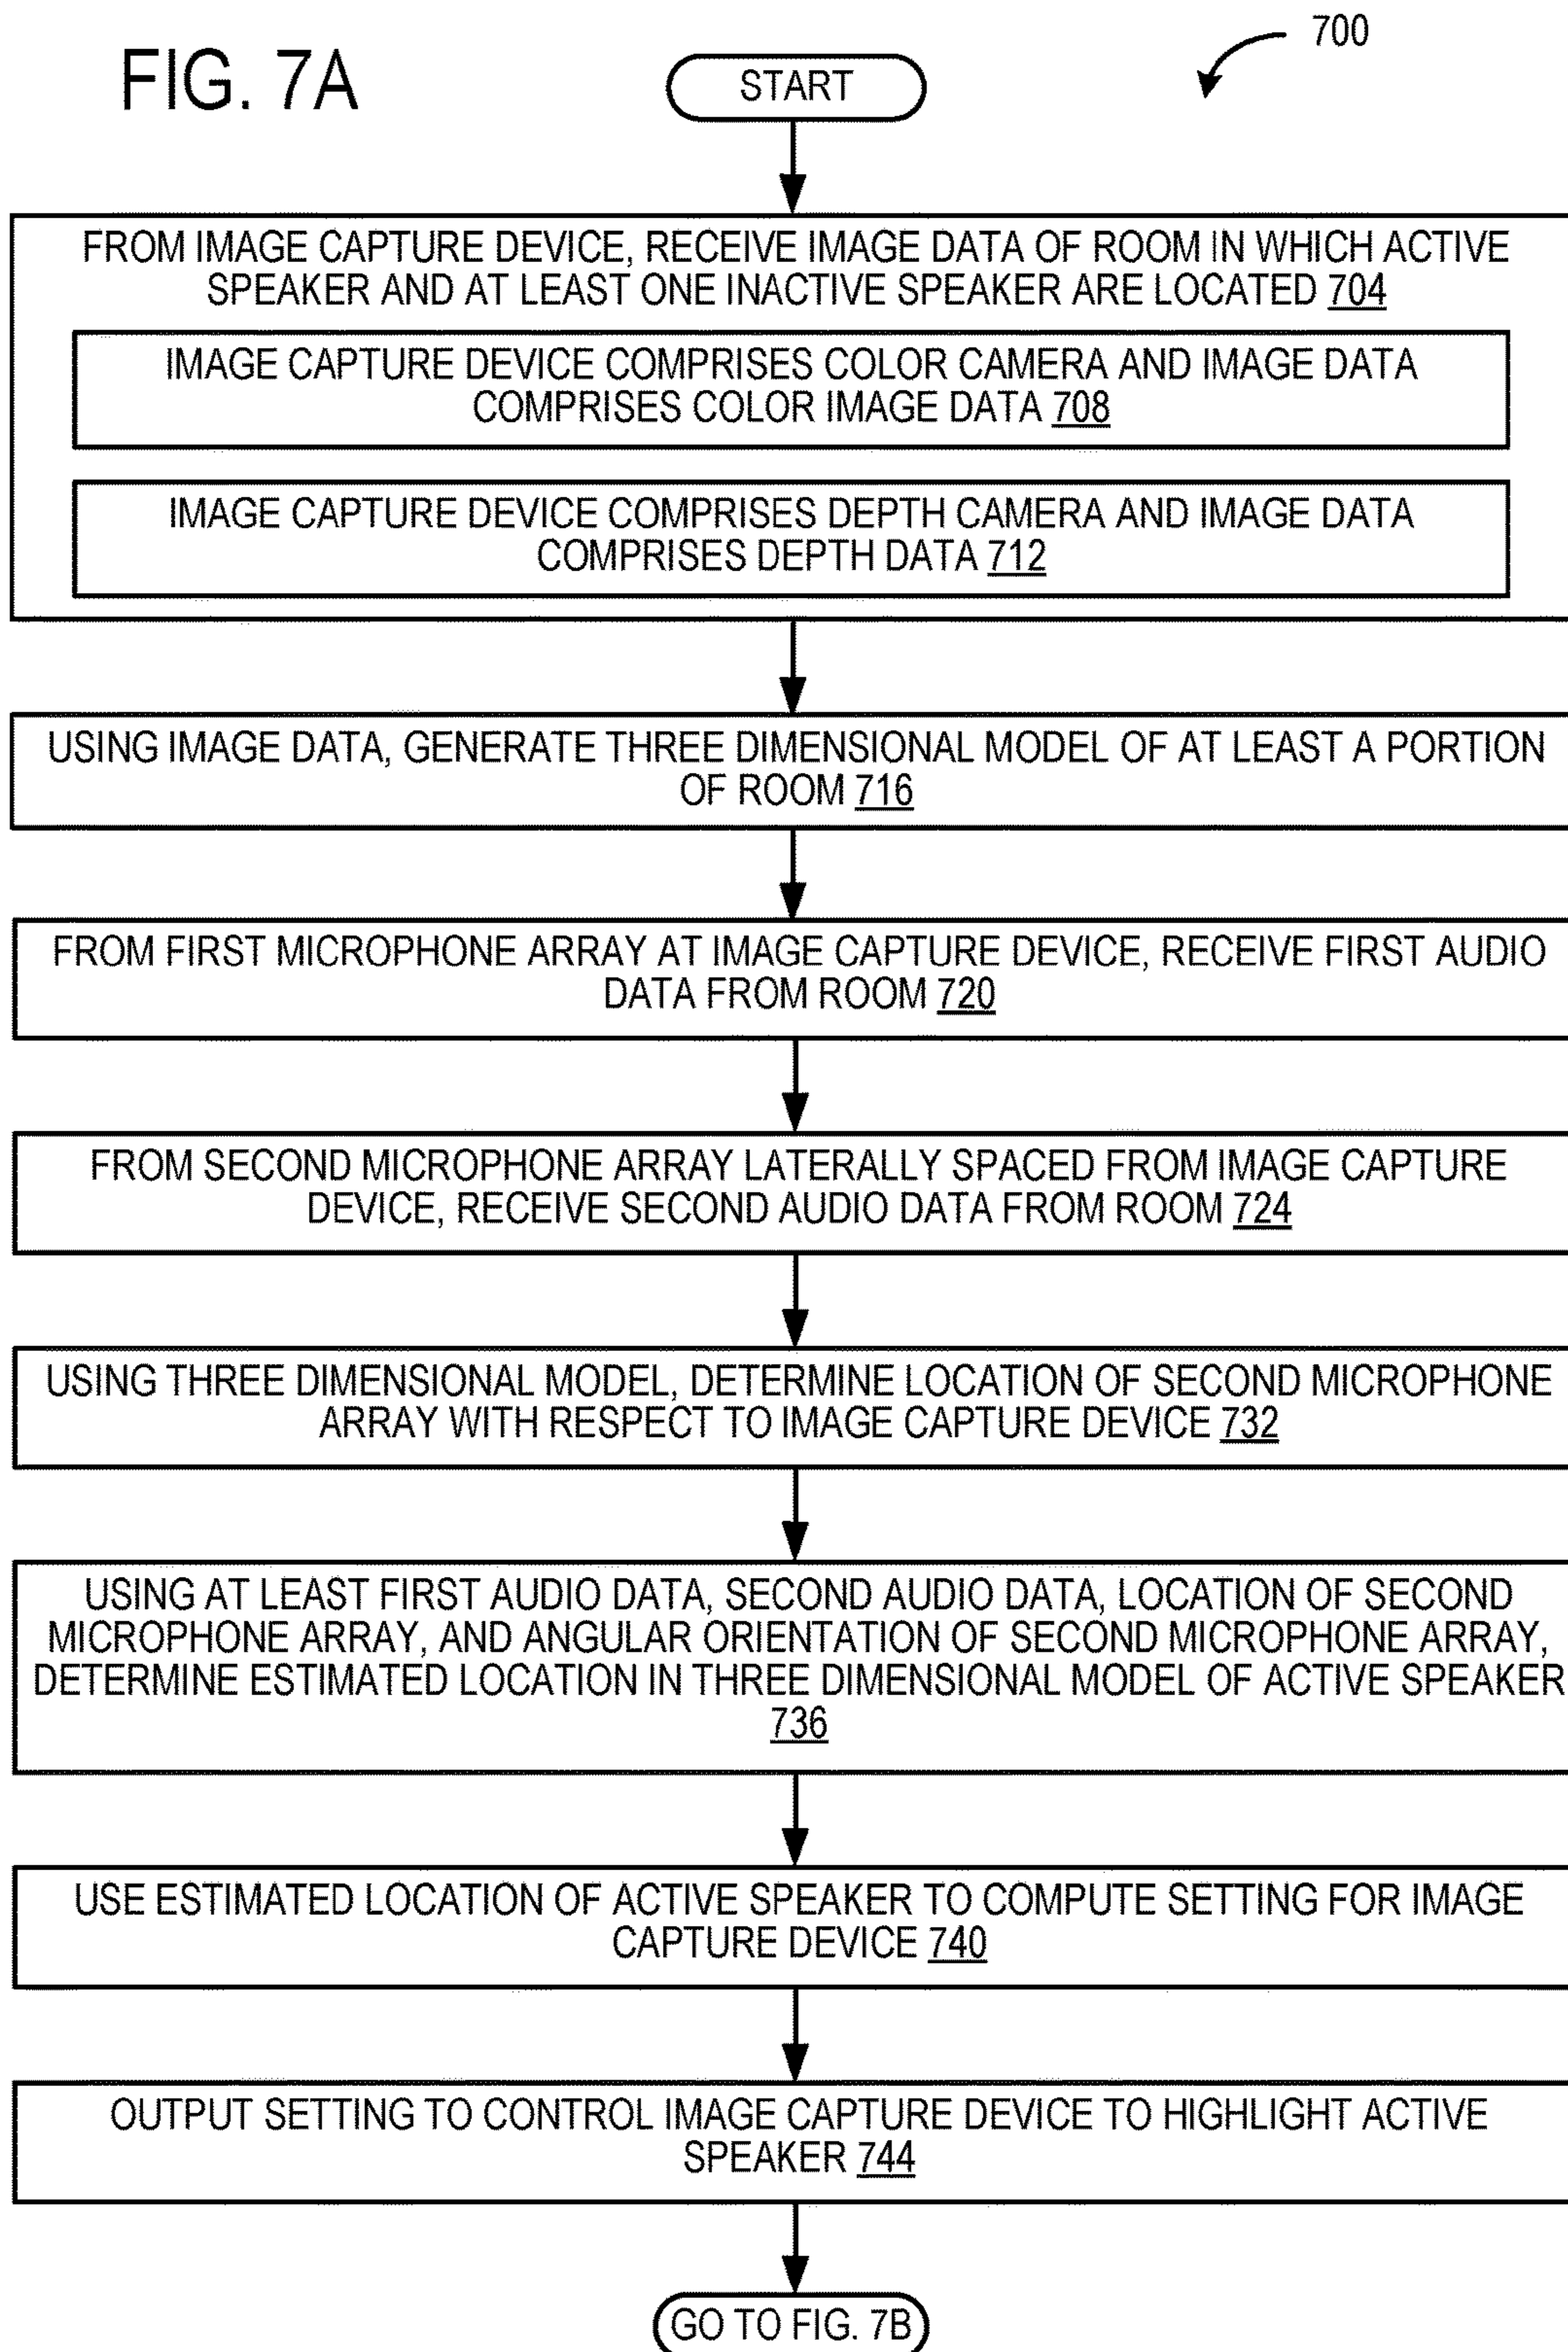 FIG. 7A
700
START
FROM IMAGE CAPTURE DEVICE, RECEIVE IMAGE DATA OF ROOM IN WHICH ACTIVE
SPEAKER AND AT LEAST ONE INACTIVE SPEAKER ARE LOCATED 704
IMAGE CAPTURE DEVICE COMPRISES COLOR CAMERA AND IMAGE DATA
COMPRISES COLOR IMAGE DATA 708
IMAGE CAPTURE DEVICE COMPRISES DEPTH CAMERA AND IMAGE DATA
COMPRISES DEPTH DATA 712
USING IMAGE DATA, GENERATE THREE DIMENSIONAL MODEL OF AT LEAST A PORTION
OF ROOM 716
FROM FIRST MICROPHONE ARRAY AT IMAGE CAPTURE DEVICE, RECEIVE FIRST AUDIO
DATA FROM ROOM 720
FROM SECOND MICROPHONE ARRAY LATERALLY SPACED FROM IMAGE CAPTURE
DEVICE, RECEIVE SECOND AUDIO DATA FROM ROOM 724
USING THREE DIMENSIONAL MODEL, DETERMINE LOCATION OF SECOND MICROPHONE
ARRAY WITH RESPECT TO IMAGE CAPTURE DEVICE 732
USING AT LEAST FIRST AUDIO DATA, SECOND AUDIO DATA, LOCATION OF SECOND
MICROPHONE ARRAY, AND ANGULAR ORIENTATION OF SECOND MICROPHONE ARRAY,
DETERMINE ESTIMATED LOCATION IN THREE DIMENSIONAL MODEL OF ACTIVE SPEAKER
736
USE ESTIMATED LOCATION OF ACTIVE SPEAKER TO COMPUTE SETTING FOR IMAGE
CAPTURE DEVICE 740
OUTPUT SETTING TO CONTROL IMAGE CAPTURE DEVICE TO HIGHLIGHT ACTIVE
SPEAKER 744
GO TO FIG. 7B